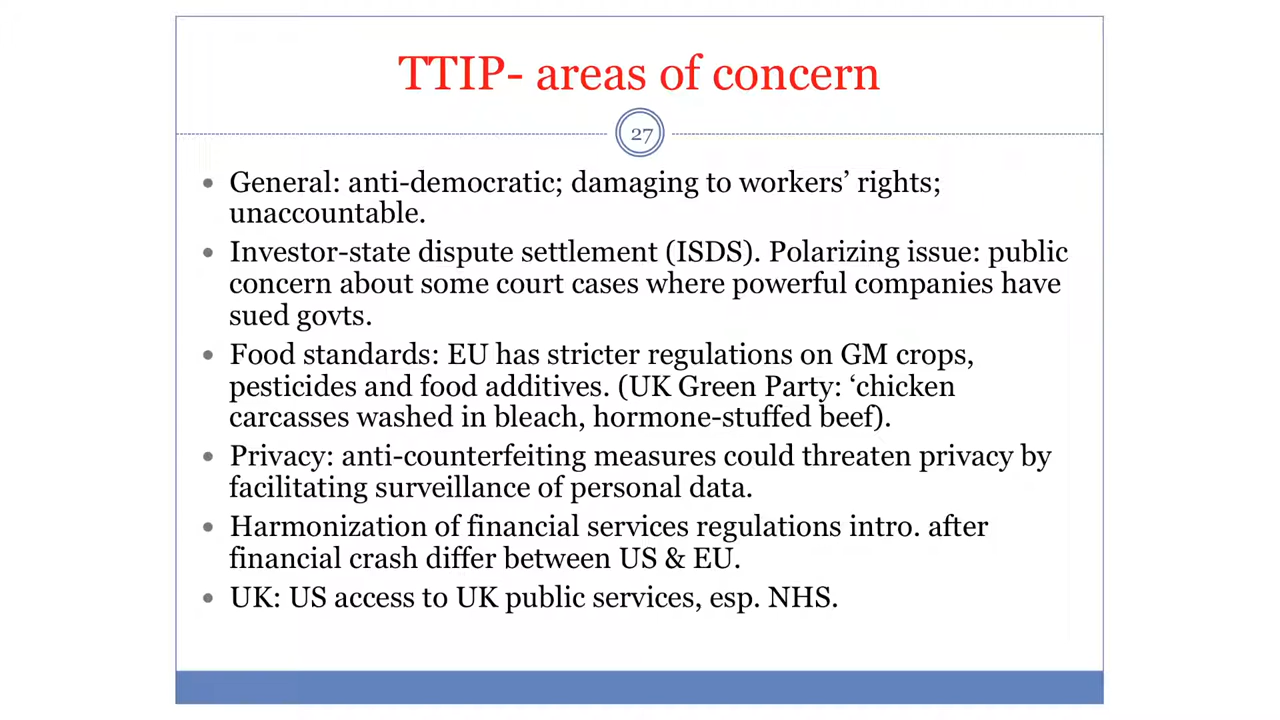 TTIP- areas of concern
27
• General: anti-democratic; damaging to workers’ rights;
unaccountable.
• Investor-state dispute settlement (ISDS). Polarizing issue: public
concern about some court cases where powerful companies have
sued govts.
• Food standards: EU has stricter regulations on GM crops,
pesticides and food additives. (UK Green Party: ‘chicken
carcasses washed in bleach, hormone-stuffed beef).
• Privacy: anti-counterfeiting measures could threaten privacy by
facilitating surveillance of personal data.
• Harmonization of financial services regulations intro. after
financial crash differ between US & EU.
• UK: US access to UK public services, esp. NHS.